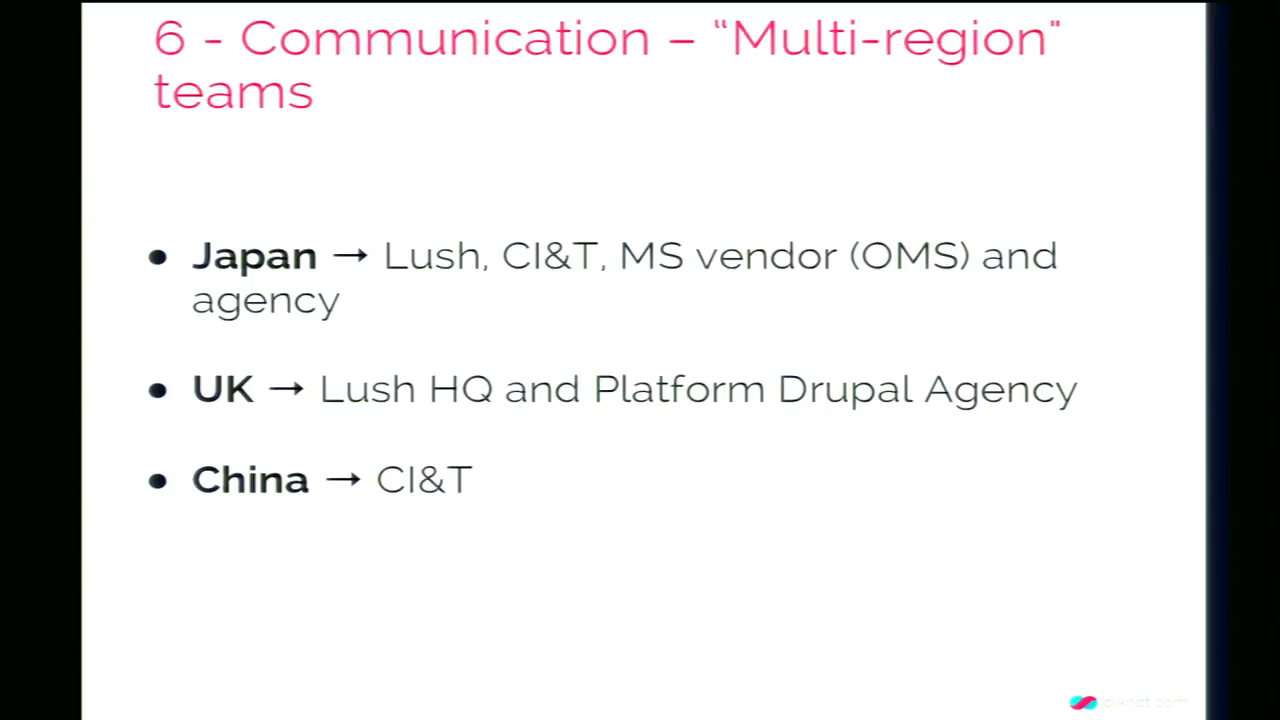 6 - Communication – “Multi-region"
teams
● Japan → Lush, CI&T, MS vendor (OMS) and
agency
● UK → Lush HQ and Platform Drupal Agency
● China → CI&T